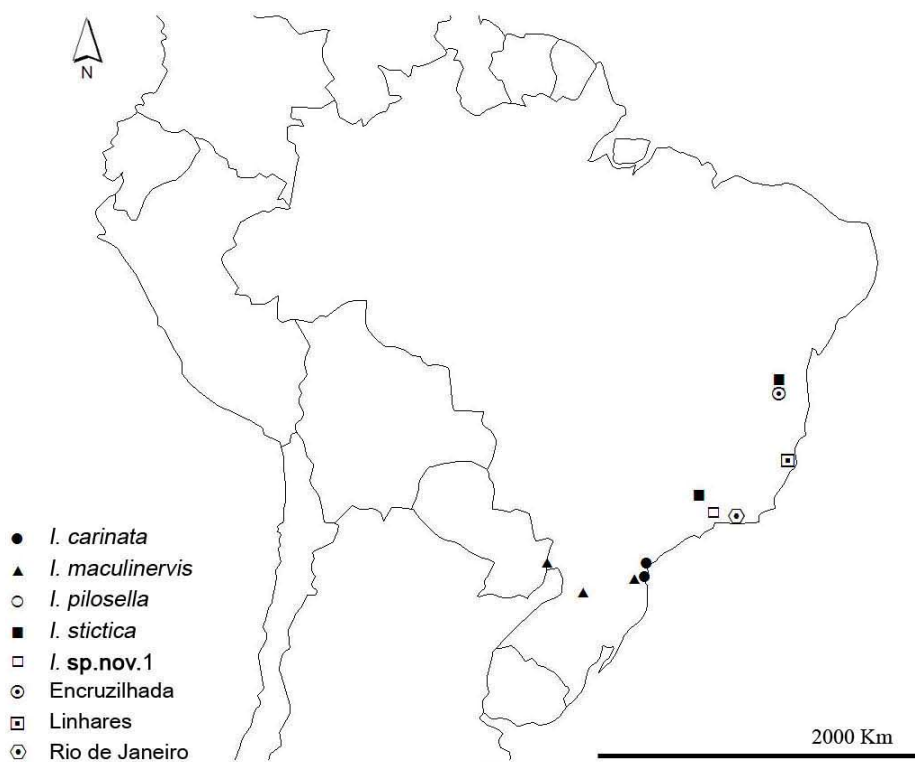 N
I. carinata
I. maculinervis
I. pilosella
I. stictica
I. sp.nov.1
Encruzilhada
Linhares
Rio de Janeiro
2000 Km